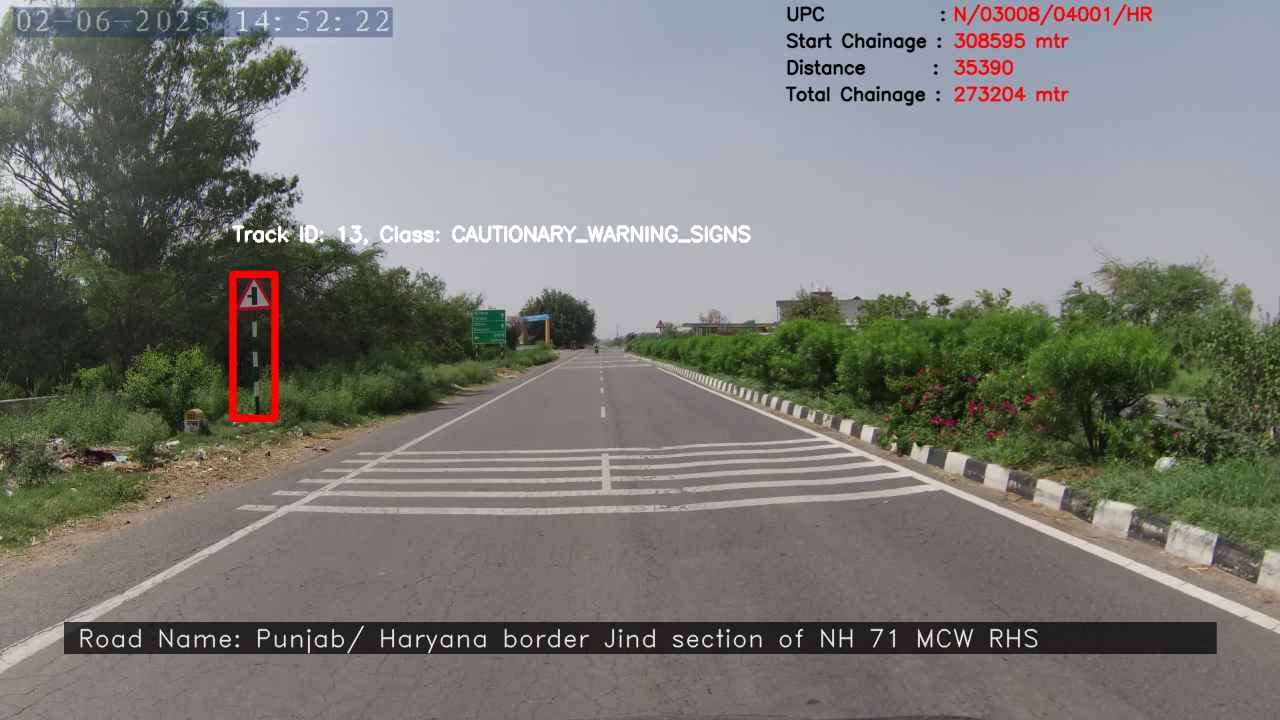 02-06-2025 14:52:22
UPC : N/03008/04001/HR
Start Chainage : 308595 mtr
Distance : 35390
Total Chainage : 273204 mtr
Track ID: 13, Class: CAUTIONARY_WARNING_SIGNS
Road Name: Punjab/ Haryana border Jind section of NH 71 MCW RHS